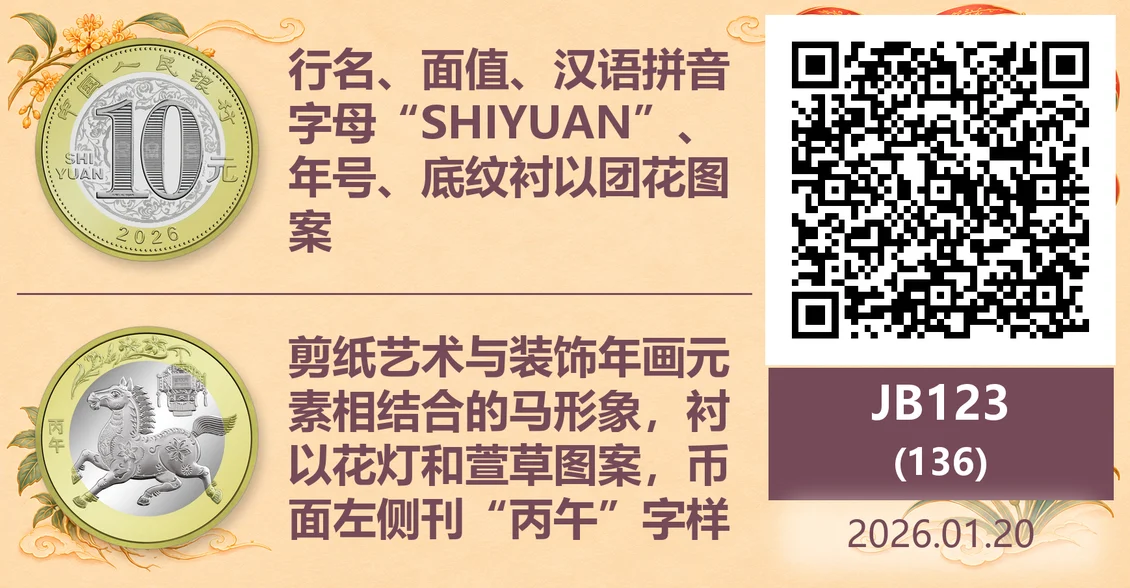 中国人民银行
10
SHI
YUAN
元
2026
行名、面值、汉语拼音
字母“SHIYUAN”、
年号、底纹衬以团花图
案
丙午
剪纸艺术与装饰年画元
素相结合的马形象，衬
以花灯和萱草图案，币
面左侧刊“丙午”字样
JB123
(136)
2026.01.20